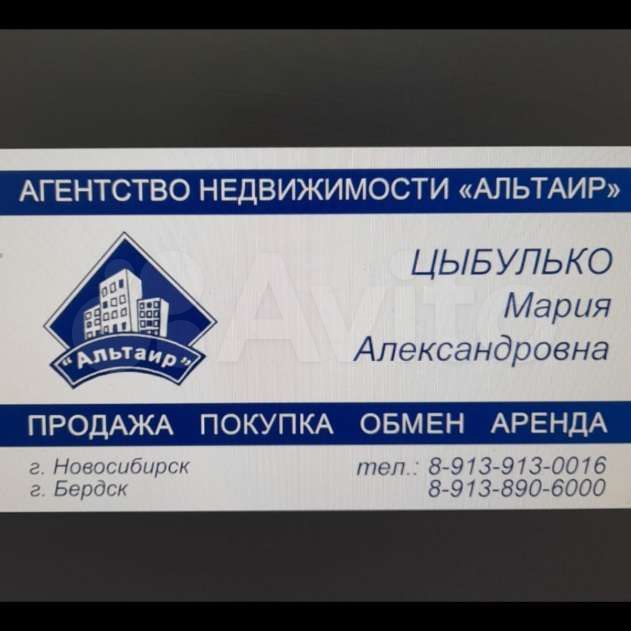 АГЕНТСТВО НЕДВИЖИМОСТИ «АЛЬТАИР»
"Альтаир"
ЦЫБУЛЬКО
Мария
Александровна
Avito
ПРОДАЖА ПОКУПКА ОБМЕН АРЕНДА
г. Новосибирск
г. Бердск
тел.: 8-913-913-0016
8-913-890-6000